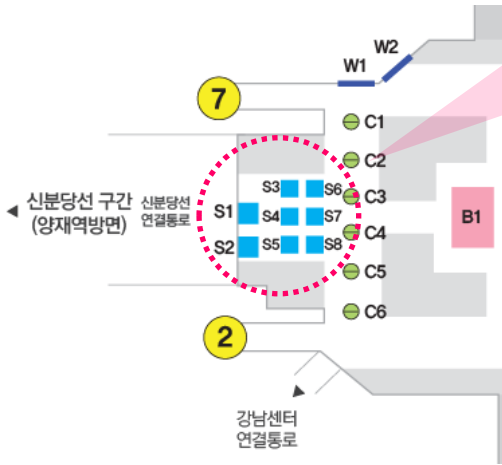 W2
W1
7
C1
C2
S3 S6
C3
신분당선 구간 신분당선
(양재역방면) 연결통로
S1 S4 S7
B1
C4
S2 S5 S8
C5
C6
2
강남센터
연결통로